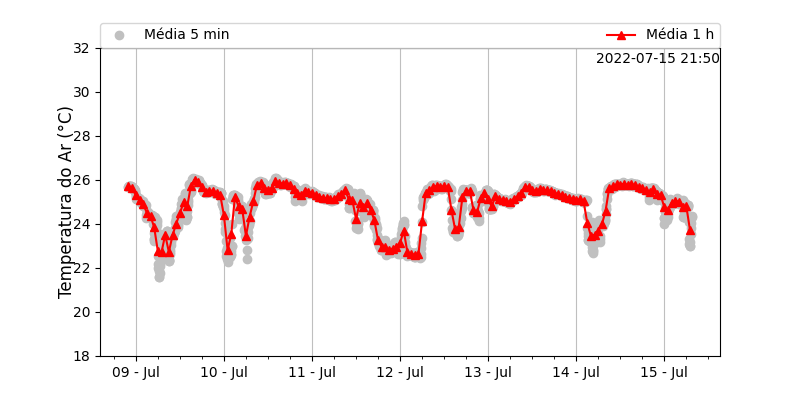 Média 5 min
Média 1 h
2022-07-15 21:50
Temperatura do Ar (°C)
32
30
28
26
24
22
20
18
09 - Jul
10 - Jul
11 - Jul
12 - Jul
13 - Jul
14 - Jul
15 - Jul